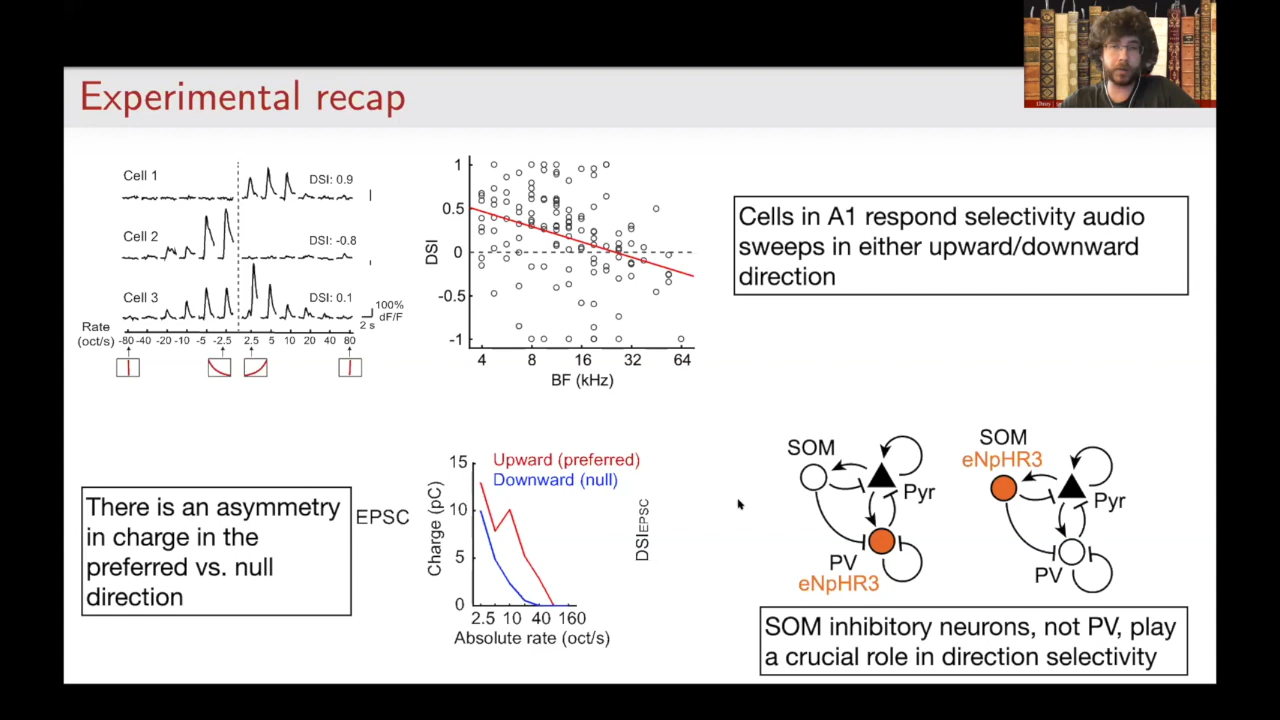 Experimental recap
Cell 1
DSI: 0.9
Cell 2
DSI: -0.8
Cell 3
DSI: 0.1
100%
dF/F
2 s
Rate
(oct/s)
-80 -40 -20 -10 -5 -2.5 2.5 5 10 20 40 80
DSI
1
0.5
0
-0.5
-1
4 8 16 32 64
BF (kHz)
Cells in A1 respond selectivity audio
sweeps in either upward/downward
direction
There is an asymmetry
in charge in the
preferred vs. null
direction
EPSC
Charge (pC)
15
10
5
0
Upward (preferred)
Downward (null)
2.5 10 40 160
Absolute rate (oct/s)
DSIEPSC
SOM
Pyr
PV
eNpHR3
SOM
eNpHR3
Pyr
PV
SOM inhibitory neurons, not PV, play
a crucial role in direction selectivity